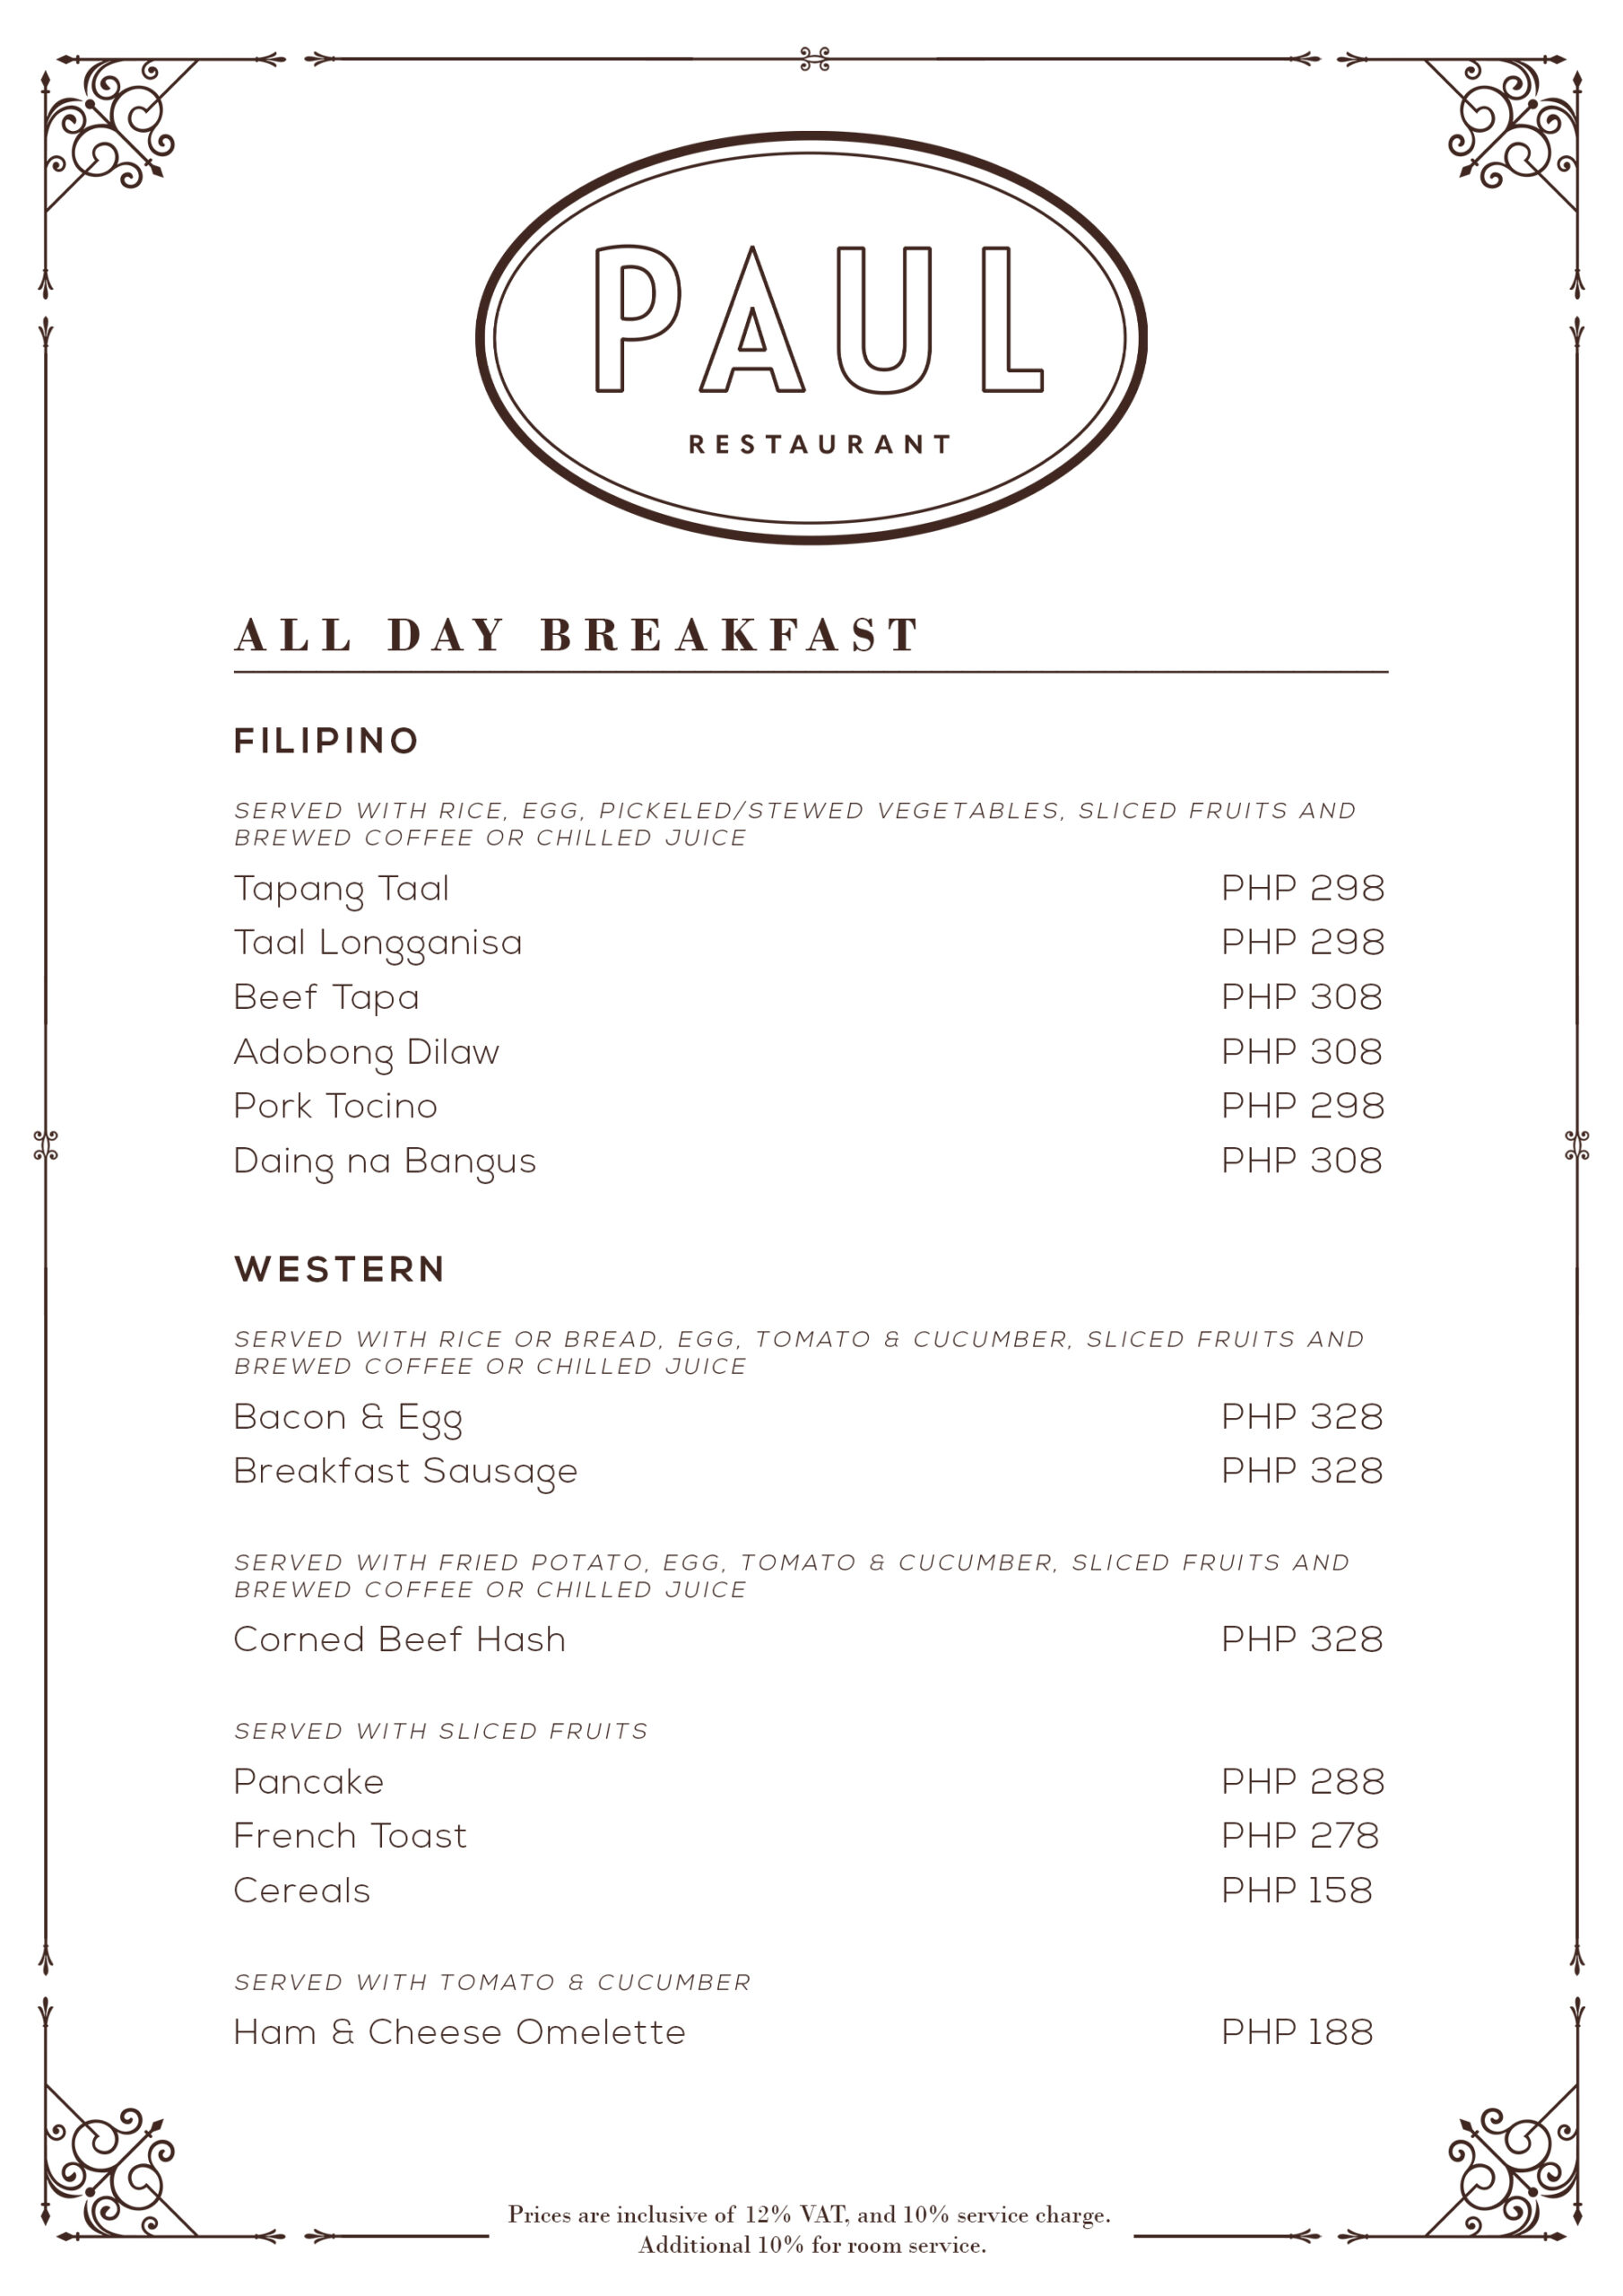 PAUL
RESTAURANT
ALL DAY BREAKFAST
FILIPINO
SERVED WITH RICE, EGG, PICKELED/STEWED VEGETABLES, SLICED FRUITS AND
BREWED COFFEE OR CHILLED JUICE
Tapang Taal PHP 298
Taal Longganisa PHP 298
Beef Tapa PHP 308
Adobong Dilaw PHP 308
Pork Tocino PHP 298
Daing na Bangus PHP 308
WESTERN
SERVED WITH RICE OR BREAD, EGG, TOMATO & CUCUMBER, SLICED FRUITS AND
BREWED COFFEE OR CHILLED JUICE
Bacon & Egg PHP 328
Breakfast Sausage PHP 328
SERVED WITH FRIED POTATO, EGG, TOMATO & CUCUMBER, SLICED FRUITS AND
BREWED COFFEE OR CHILLED JUICE
Corned Beef Hash PHP 328
SERVED WITH SLICED FRUITS
Pancake PHP 288
French Toast PHP 278
Cereals PHP 158
SERVED WITH TOMATO & CUCUMBER
Ham & Cheese Omelette PHP 188
Prices are inclusive of 12% VAT, and 10% service charge.
Additional 10% for room service.